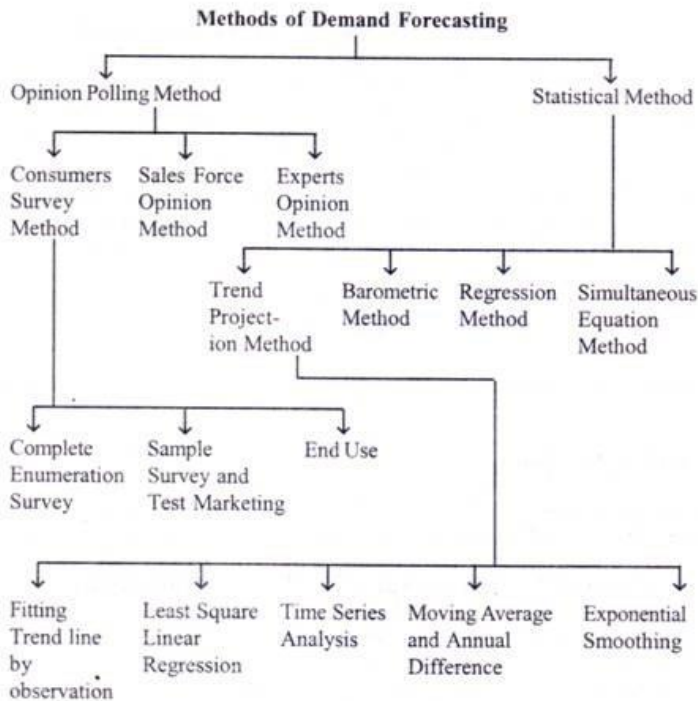 Methods of Demand Forecasting
Opinion Polling Method
Statistical Method
Consumers
Survey
Method
Sales Force
Opinion
Method
Experts
Opinion
Method
Trend
Project-
ion Method
Barometric
Method
Regression
Method
Simultaneous
Equation
Method
Complete
Enumeration
Survey
Sample
Survey and
Test Marketing
End Use
Fitting
Trend line
by
observation
Least Square
Linear
Regression
Time Series
Analysis
Moving Average
and Annual
Difference
Exponential
Smoothing